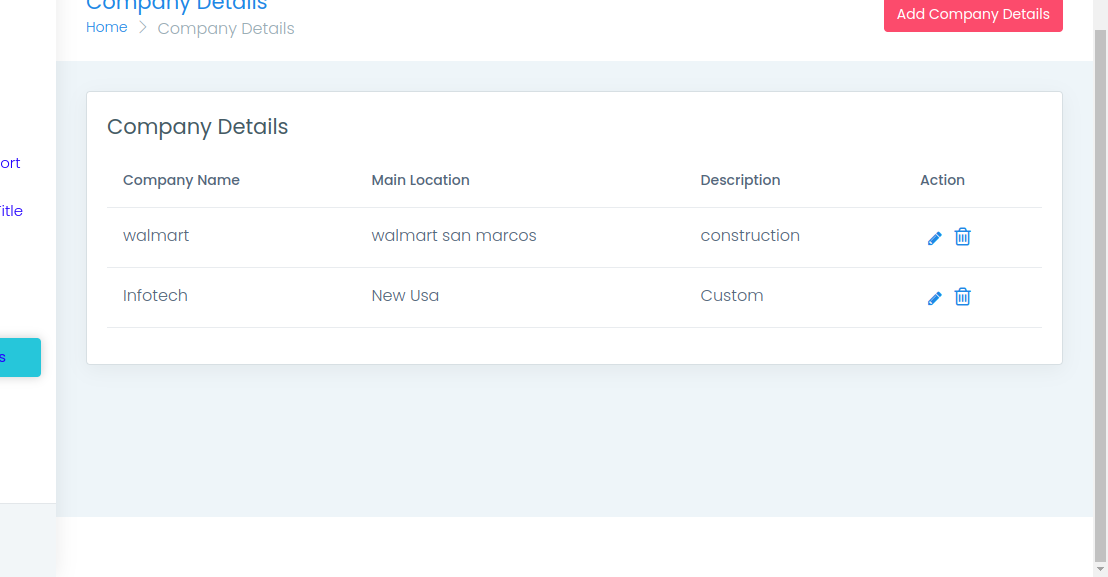 Company Details
Home > Company Details
Add Company Details
ort
Title
s
Company Details
Company Name Main Location Description Action
walmart walmart san marcos construction
Infotech New Usa Custom